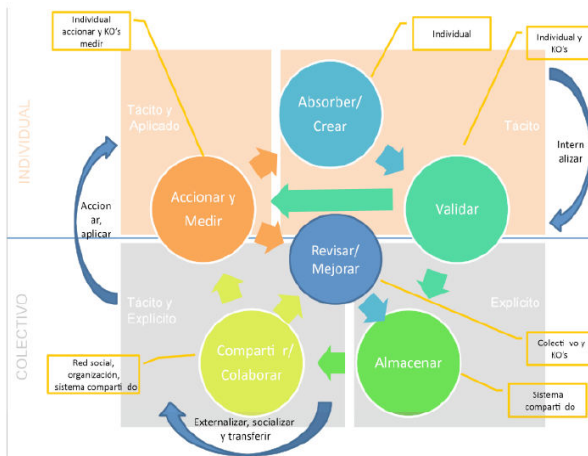 Individual
accionar y KO's
medir
Individual
Individual y
KO's
INDIVIDUAL
Tácito y
Aplicado
Absorber/
Crear
Tácito
Intern
alizar
Accionar y
Medir
Validar
Accion
ar, aplicar
Revisar/
Mejorar
COLECTIVO
Tácito y
Explícito
Explícito
Comparti r/
Colaborar
Almacenar
Colecti vo y
KO's
Red social,
organización,
sistema comparti do
Sistema
comparti do
Externalizar, socializar
y transferir